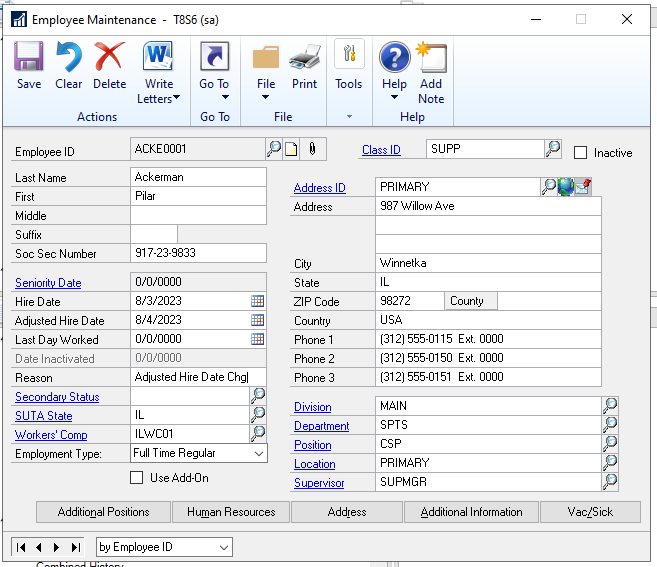 Employee Maintenance - T8S6 (sa)
Save Clear Delete Write Letters Go To File Print Tools Help Add Note
Actions Go To File Help
Employee ID ACKE0001 Class ID SUPP Inactive
Last Name Ackerman
First Pilar
Middle
Suffix
Soc Sec Number 917-23-9833
Seniority Date 0/0/0000
Hire Date 8/3/2023
Adjusted Hire Date 8/4/2023
Last Day Worked 0/0/0000
Date Inactivated 0/0/0000
Reason Adjusted Hire Date Chg
Secondary Status
SUTA State IL
Workers' Comp ILWC01
Employment Type: Full Time Regular
Use Add-On
Address ID PRIMARY
Address 987 Willow Ave
City Winnetka
State IL
ZIP Code 98272 County
Country USA
Phone 1 (312) 555-0115 Ext. 0000
Phone 2 (312) 555-0150 Ext. 0000
Phone 3 (312) 555-0151 Ext. 0000
Division MAIN
Department SPTS
Position CSP
Location PRIMARY
Supervisor SUPMGR
Additional Positions Human Resources Address Additional Information Vac/Sick
by Employee ID
Combined History